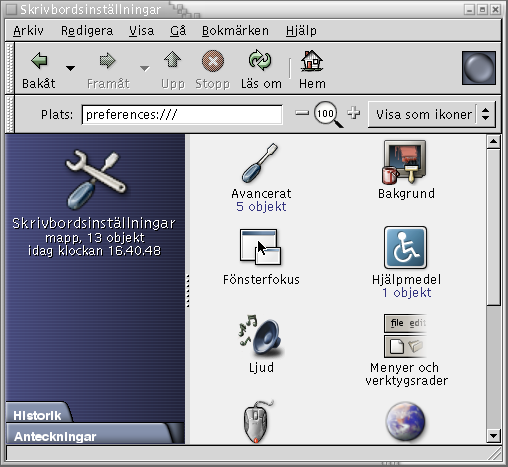 Skrivbordsinställningar
Arkiv Redigera Visa Gå Bokmärken Hjälp
Bakåt Framåt Upp Stopp Läs om Hem
Plats: preferences:/// 100 Visa som ikoner
Skrivbordsinställningar
mapp, 13 objekt
idag klockan 16.40.48
Avancerat
5 objekt
Bakgrund
Fönsterfokus
Hjälpmedel
1 objekt
Ljud
file edit
Menyer och
verktygsrader
Historik
Anteckningar